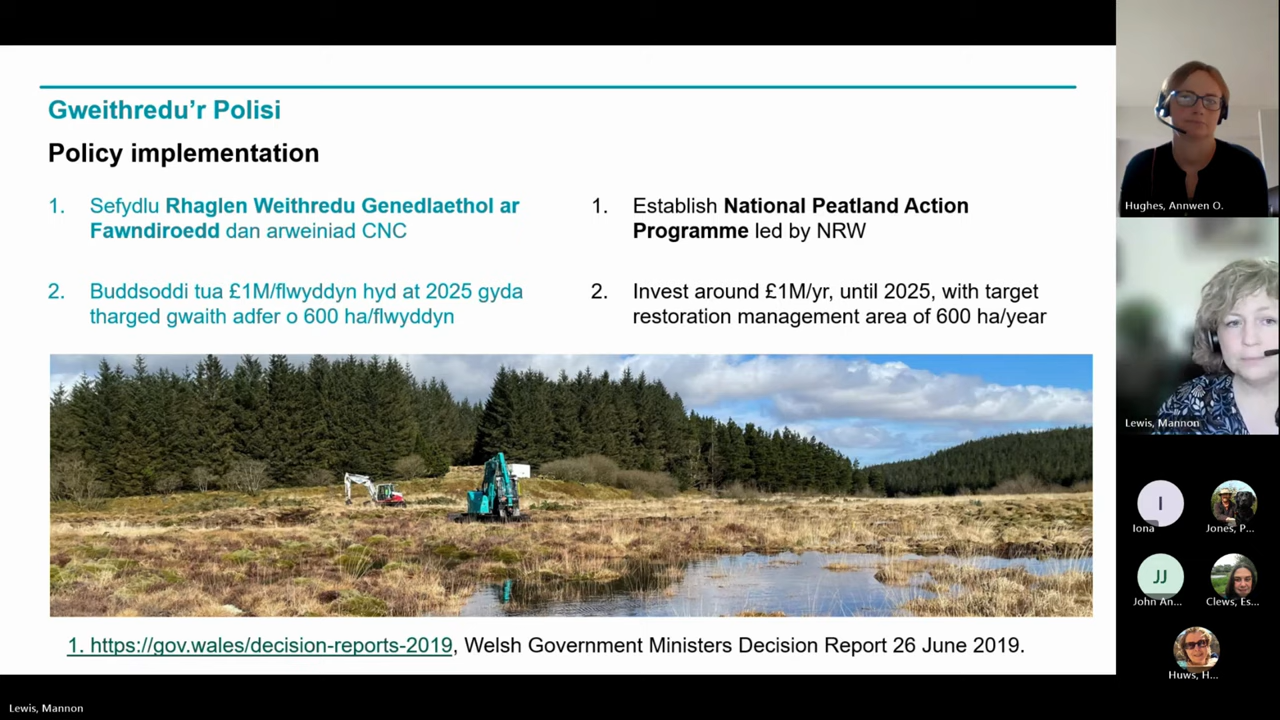 Gweithredu'r Polisi
Policy implementation
1. Sefydlu Rhaglen Weithredu Genedlaethol ar
Fawndiroedd dan arweiniad CNC
2. Buddsoddi tua £1M/flwyddyn hyd at 2025 gyda
tharged gwaith adfer o 600 ha/flwyddyn
1. Establish National Peatland Action
Programme led by NRW
2. Invest around £1M/yr, until 2025, with target
restoration management area of 600 ha/year
1. https://gov.wales/decision-reports-2019, Welsh Government Ministers Decision Report 26 June 2019.
Hughes, Annwen O.
Lewis, Mannon
I
Iona
Jones, P...
JJ
John An...
Clews, Es...
Huws, H...
Lewis, Mannon